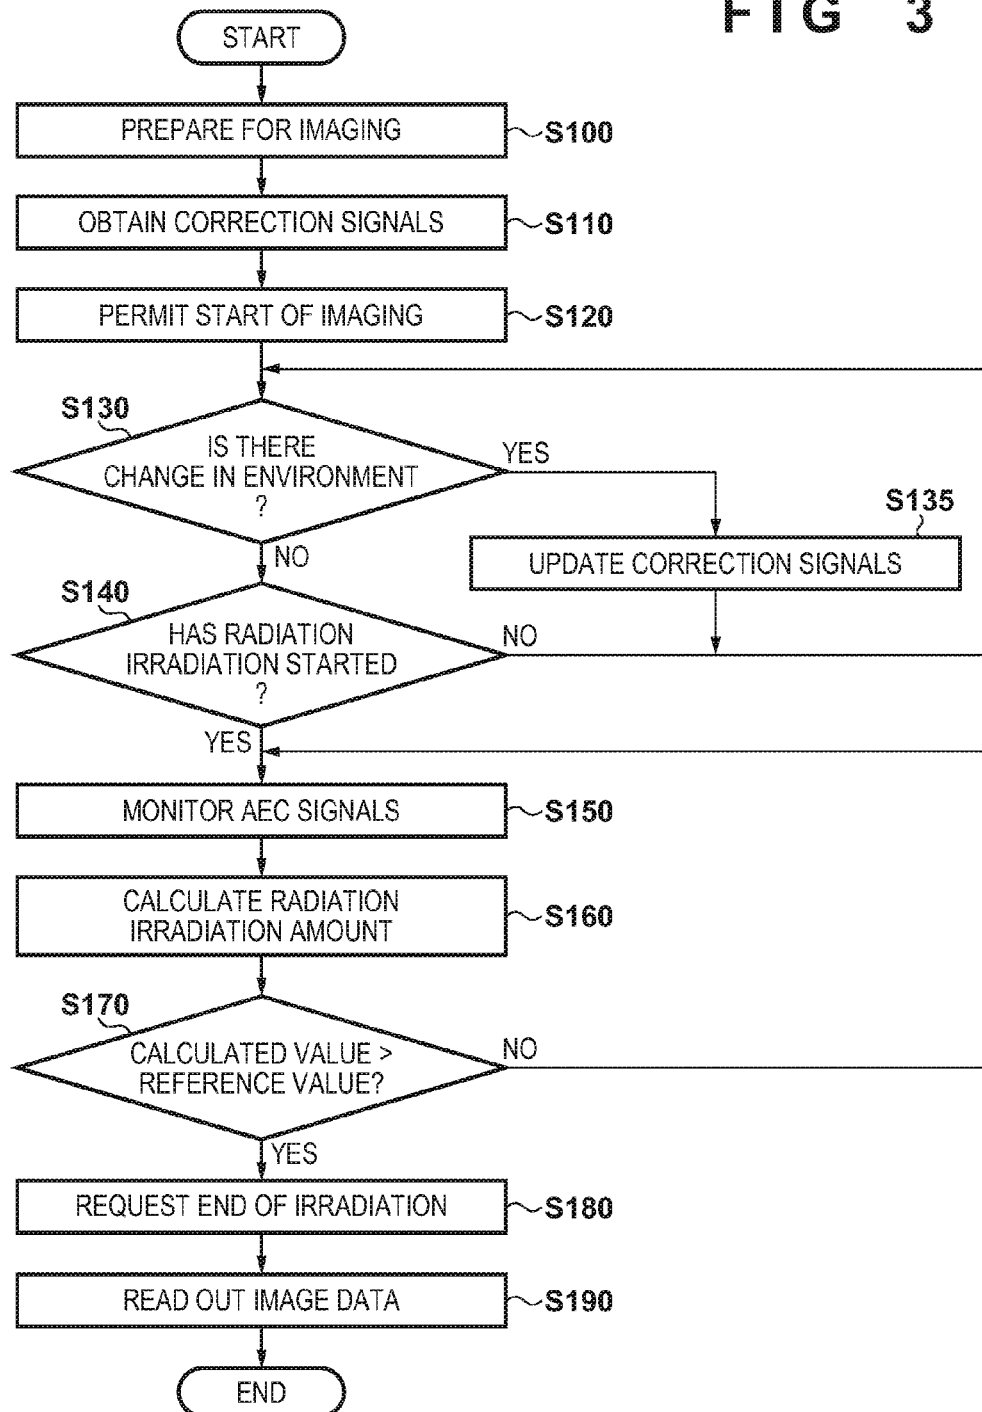 FIG 3
START
PREPARE FOR IMAGING
S100
OBTAIN CORRECTION SIGNALS
S110
PERMIT START OF IMAGING
S120
S130
IS THERE
CHANGE IN ENVIRONMENT
?
YES
NO
S135
UPDATE CORRECTION SIGNALS
S140
HAS RADIATION
IRRADIATION STARTED
?
NO
YES
MONITOR AEC SIGNALS
S150
CALCULATE RADIATION
IRRADIATION AMOUNT
S160
S170
CALCULATED VALUE >
REFERENCE VALUE?
NO
YES
REQUEST END OF IRRADIATION
S180
READ OUT IMAGE DATA
S190
END